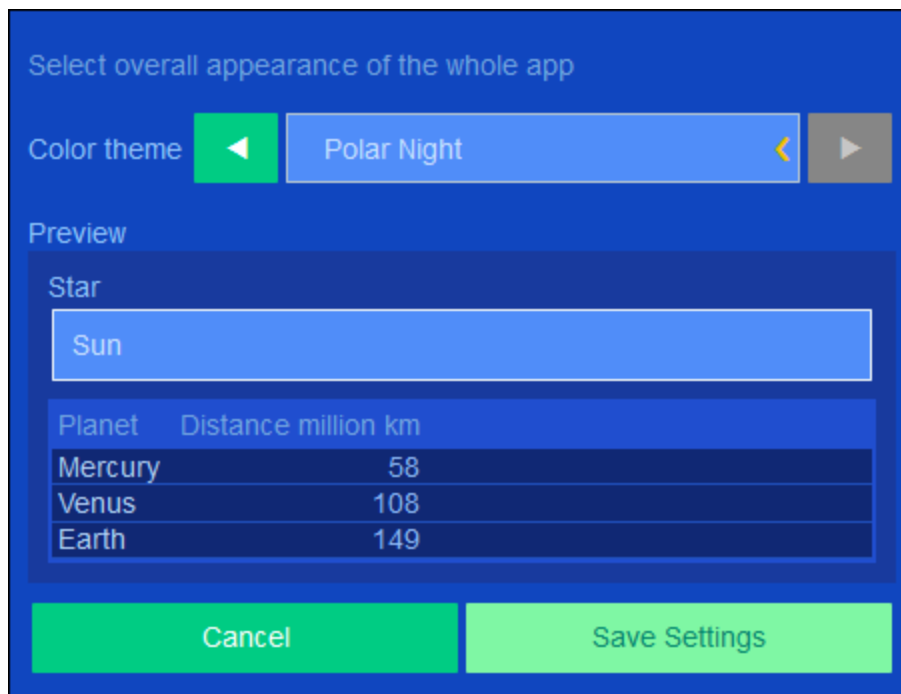 Select overall appearance of the whole app
Color theme ◀ Polar Night ❮ ▶
Preview
Star
Sun
Planet Distance million km
Mercury 58
Venus 108
Earth 149
Cancel Save Settings